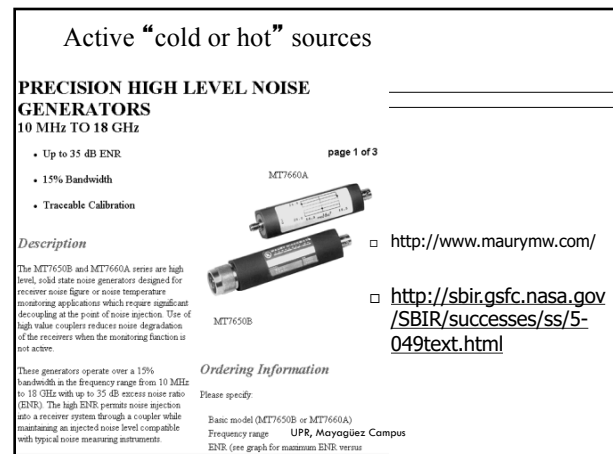 Active “cold or hot” sources
PRECISION HIGH LEVEL NOISE
GENERATORS
10 MHz TO 18 GHz
• Up to 35 dB ENR
page 1 of 3
• 15% Bandwidth
MT7660A
• Traceable Calibration
Description
The MT7650B and MT7660A series are high
level, solid state noise generators designed for
receiver noise figure or noise temperature
monitoring applications which require significant
decoupling at the point of noise injection. Use of
high value couplers reduces noise degradation
of the receivers when the monitoring function is
not active.
MT7650B
These generators operate over a 15%
bandwidth in the frequency range from 10 MHz
to 18 GHz with up to 35 dB excess noise ratio
(ENR). The high ENR permits noise injection
into a receiver system through a coupler while
maintaining an injected noise level compatible
with typical noise measuring instruments.
Ordering Information
Please specify:
Basic model (MT7650B or MT7660A)
Frequency range
ENR (see graph for maximum ENR versus
http://www.maurymw.com/
http://sbir.gsfc.nasa.gov
/SBIR/successes/ss/5-
049text.html
UPR, Mayagüez Campus